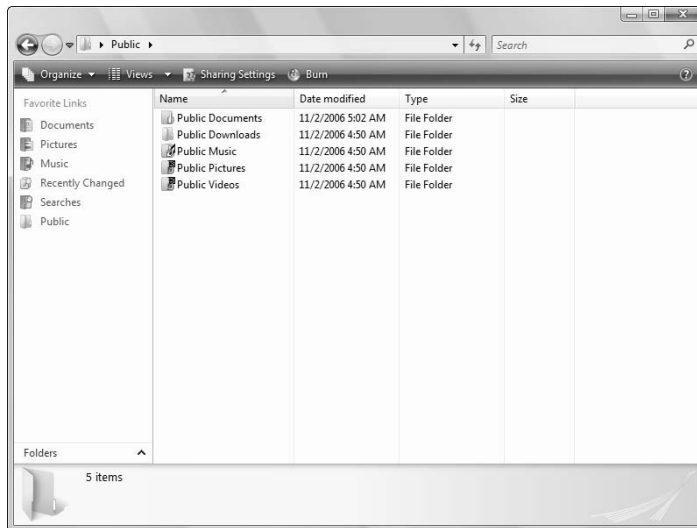 Public
Search
Organize Views Sharing Settings Burn
Favorite Links
Documents
Pictures
Music
Recently Changed
Searches
Public
Folders
Name Date modified Type Size
Public Documents 11/2/2006 5:02 AM File Folder
Public Downloads 11/2/2006 4:50 AM File Folder
Public Music 11/2/2006 4:50 AM File Folder
Public Pictures 11/2/2006 4:50 AM File Folder
Public Videos 11/2/2006 4:50 AM File Folder
5 items